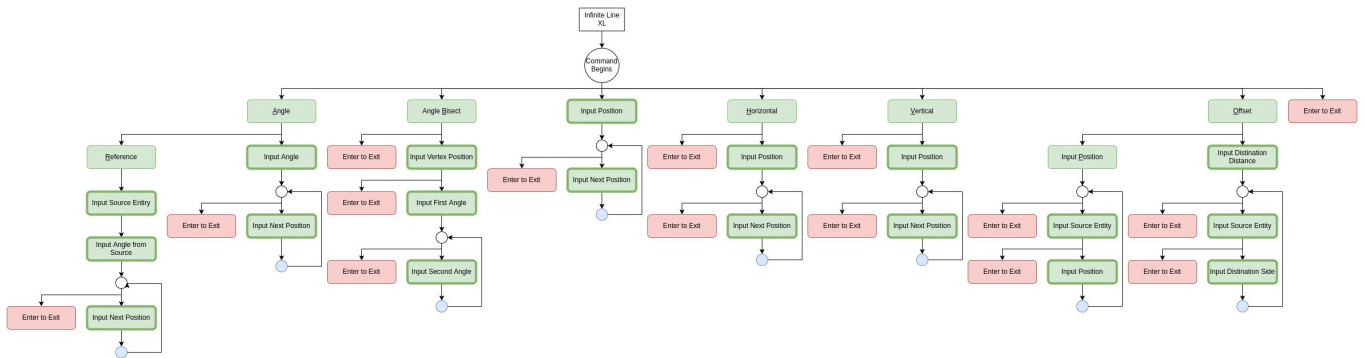 Infinite Line
XL
Command
Begins
Angle
Angle Bisect
Input Position
Horizontal
Vertical
Offset
Enter to Exit
Reference
Input Angle
Enter to Exit
Input Vertex Position
Enter to Exit
Input Position
Enter to Exit
Input Position
Input Position
Input Distination
Distance
Enter to Exit
Input Next Position
Input Source Entity
Enter to Exit
Input First Angle
Enter to Exit
Input Next Position
Enter to Exit
Input Next Position
Enter to Exit
Input Next Position
Enter to Exit
Input Source Entity
Enter to Exit
Input Source Entity
Input Angle from
Source
Enter to Exit
Input Second Angle
Enter to Exit
Input Position
Enter to Exit
Input Distination Side
Enter to Exit
Input Next Position